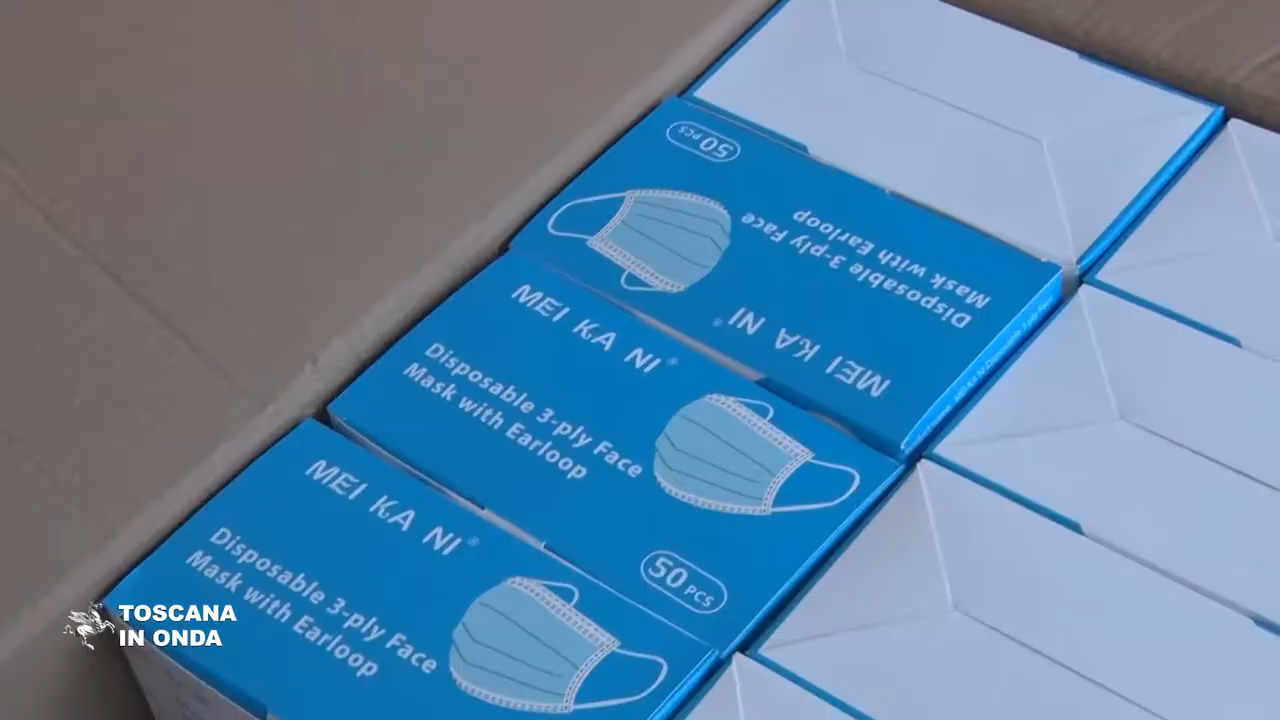 50 PCS
Disposable 3-ply Face
Mask with Earloop
MEI KA NI®
MEI KA NI®
Disposable 3-ply Face
Mask with Earloop
50 PCS
MEI KA NI®
Disposable 3-ply Face
Mask with Earloop
TOSCANA
IN ONDA